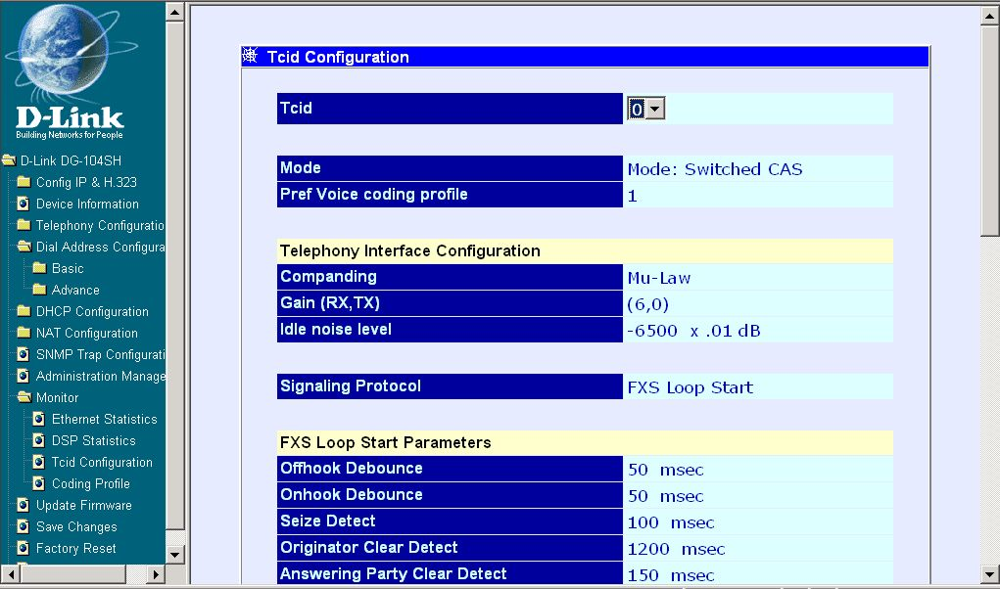 D-Link
Building Networks for People
D-Link DG-104SH
Config IP & H.323
Device Information
Telephony Configuratio
Dial Address Configura
Basic
Advance
DHCP Configuration
NAT Configuration
SNMP Trap Configurati
Administration Manage
Monitor
Ethernet Statistics
DSP Statistics
Tcid Configuration
Coding Profile
Update Firmware
Save Changes
Factory Reset
Tcid Configuration
Tcid 0
Mode Mode: Switched CAS
Pref Voice coding profile 1
Telephony Interface Configuration
Companding Mu-Law
Gain (RX,TX) (6,0)
Idle noise level -6500 x .01 dB
Signaling Protocol FXS Loop Start
FXS Loop Start Parameters
Offhook Debounce 50 msec
Onhook Debounce 50 msec
Seize Detect 100 msec
Originator Clear Detect 1200 msec
Answering Party Clear Detect 150 msec